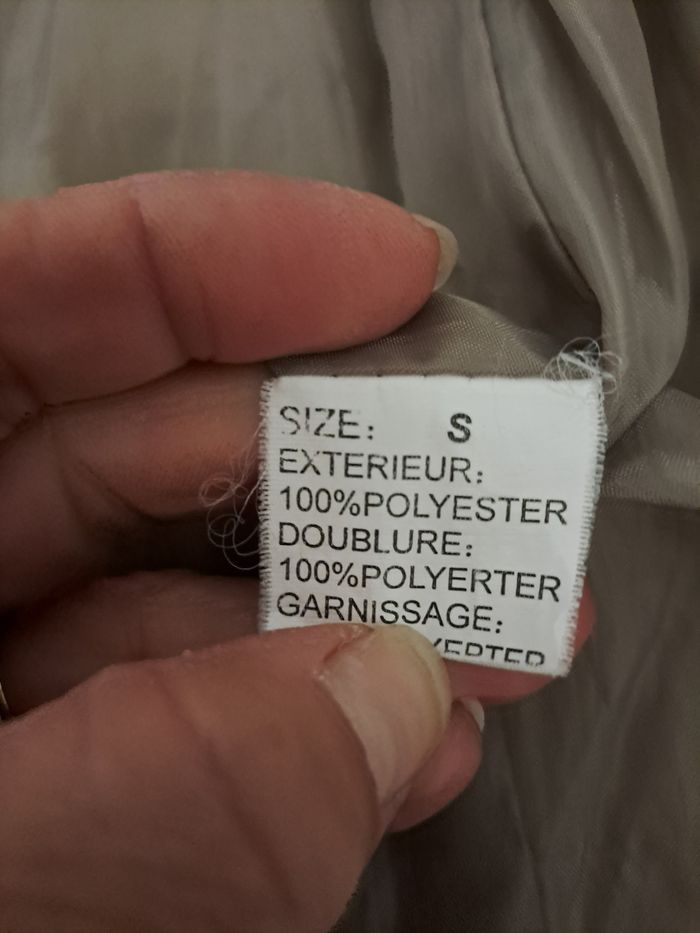 SIZE: S
EXTERIEUR:
100%POLYESTER
DOUBLURE:
100%POLYERTER
GARNISSAGE: